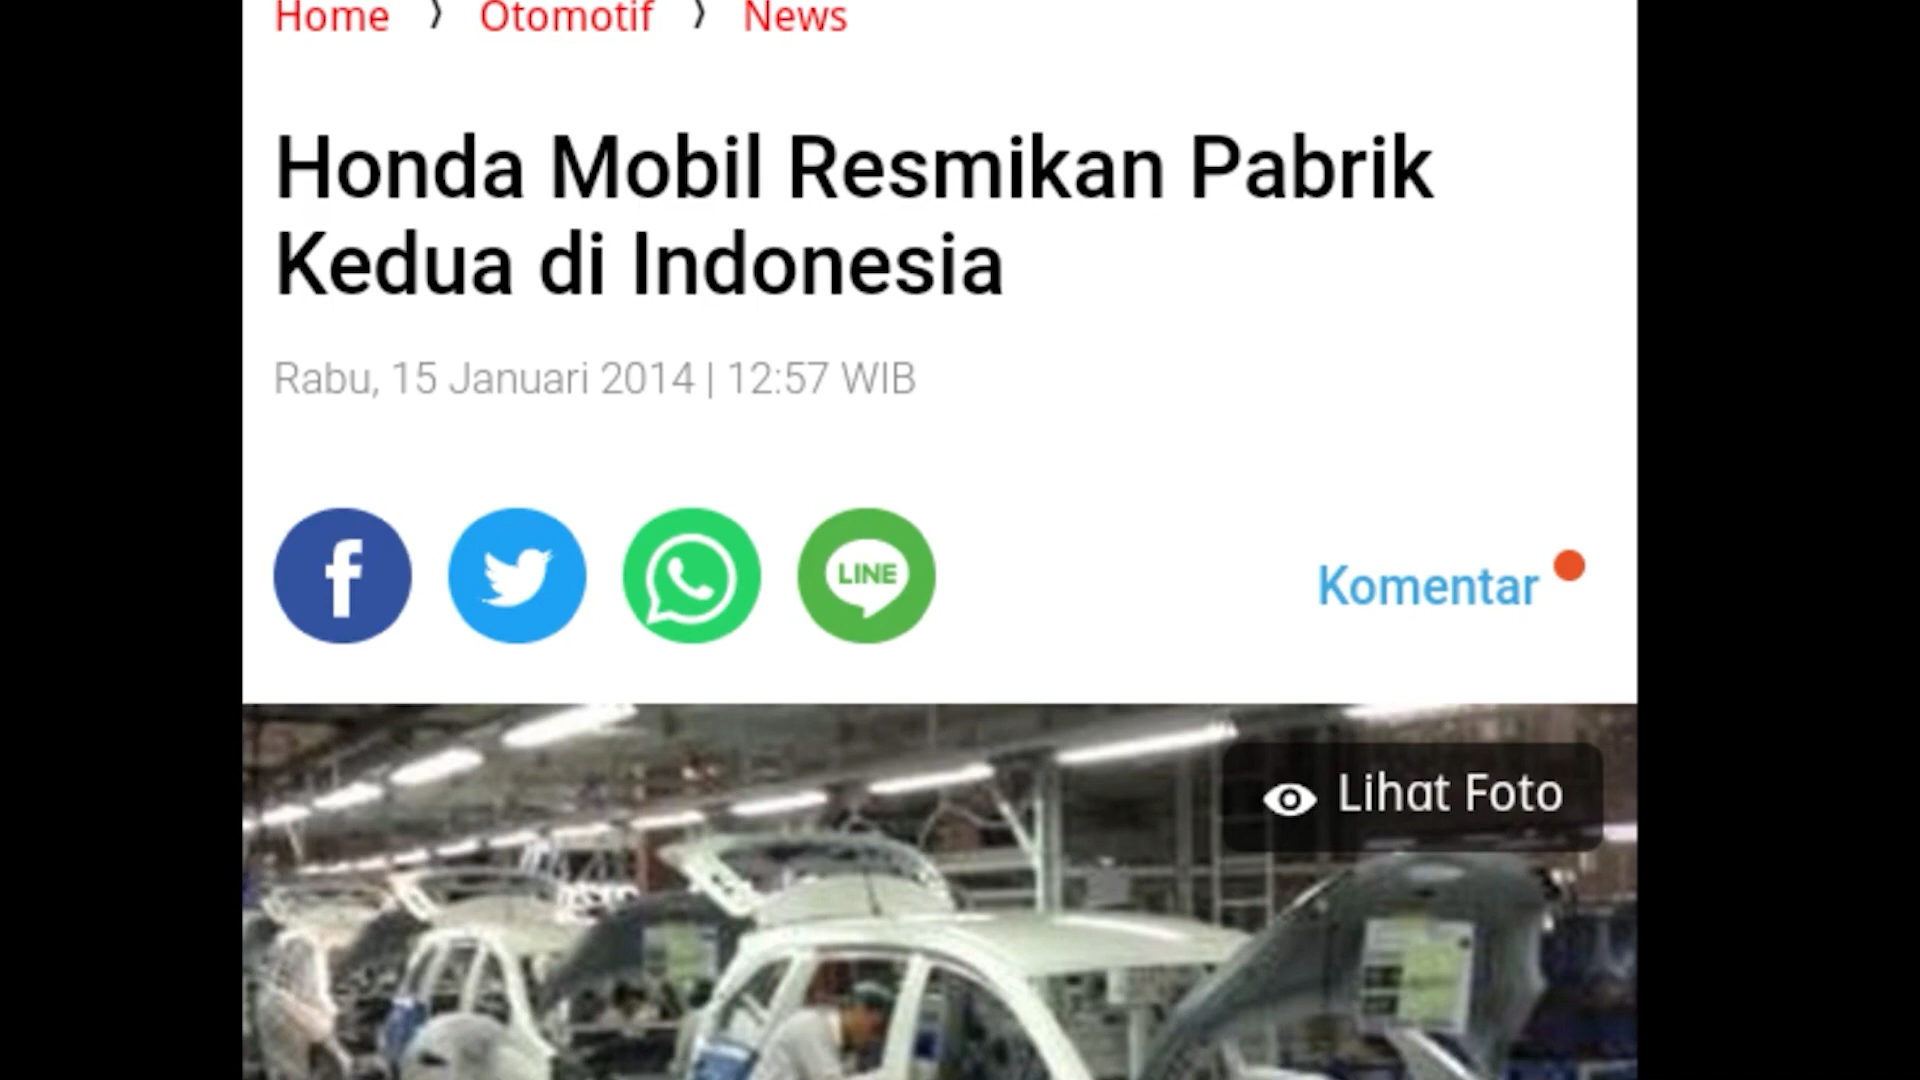 Home 〉 Otomotif 〉 News
Honda Mobil Resmikan Pabrik
Kedua di Indonesia
Rabu, 15 Januari 2014 | 12:57 WIB
LINE
Komentar
Lihat Foto